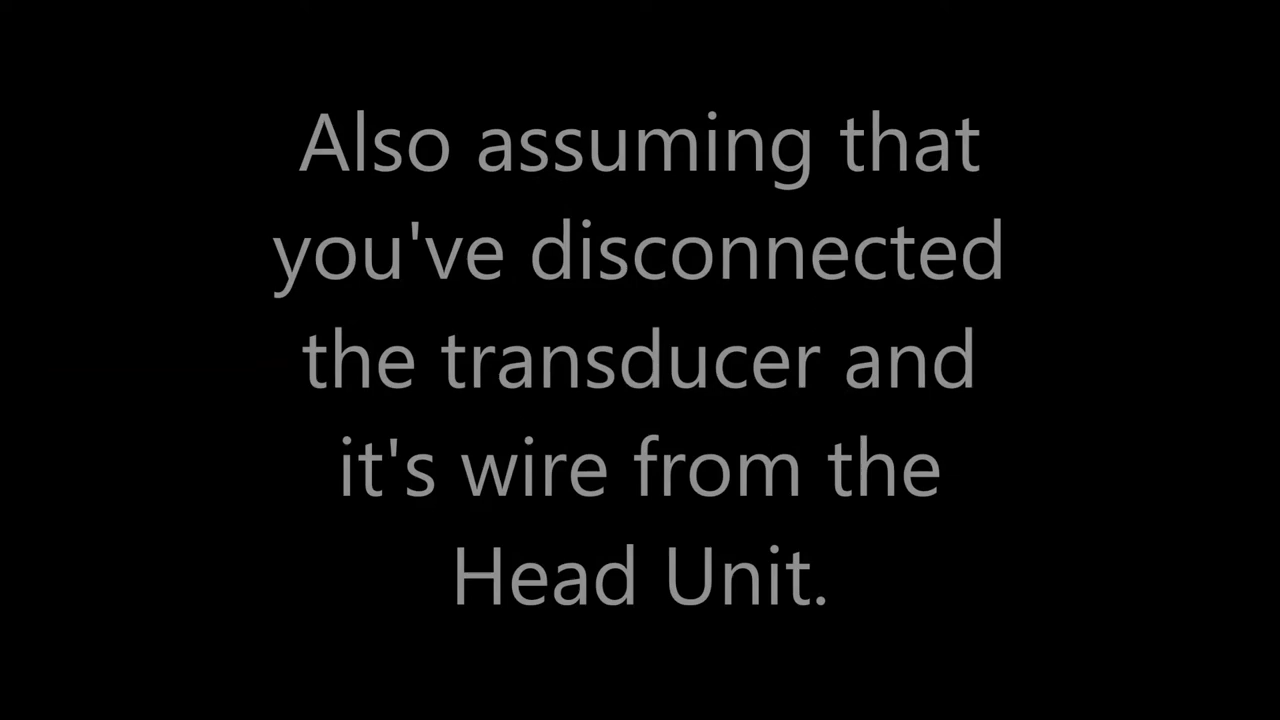 Also assuming that
you've disconnected
the transducer and
it's wire from the
Head Unit.